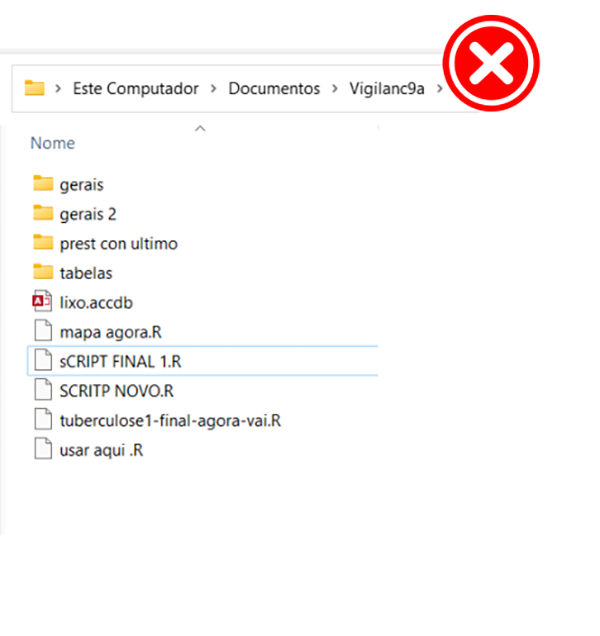 Este Computador > Documentos > Vigilanc9a >
Nome
gerais
gerais 2
prest con ultimo
tabelas
lixo.accdb
mapa agora.R
sCRIPT FINAL 1.R
SCRITP NOVO.R
tuberculose1-final-agora-vai.R
usar aqui .R